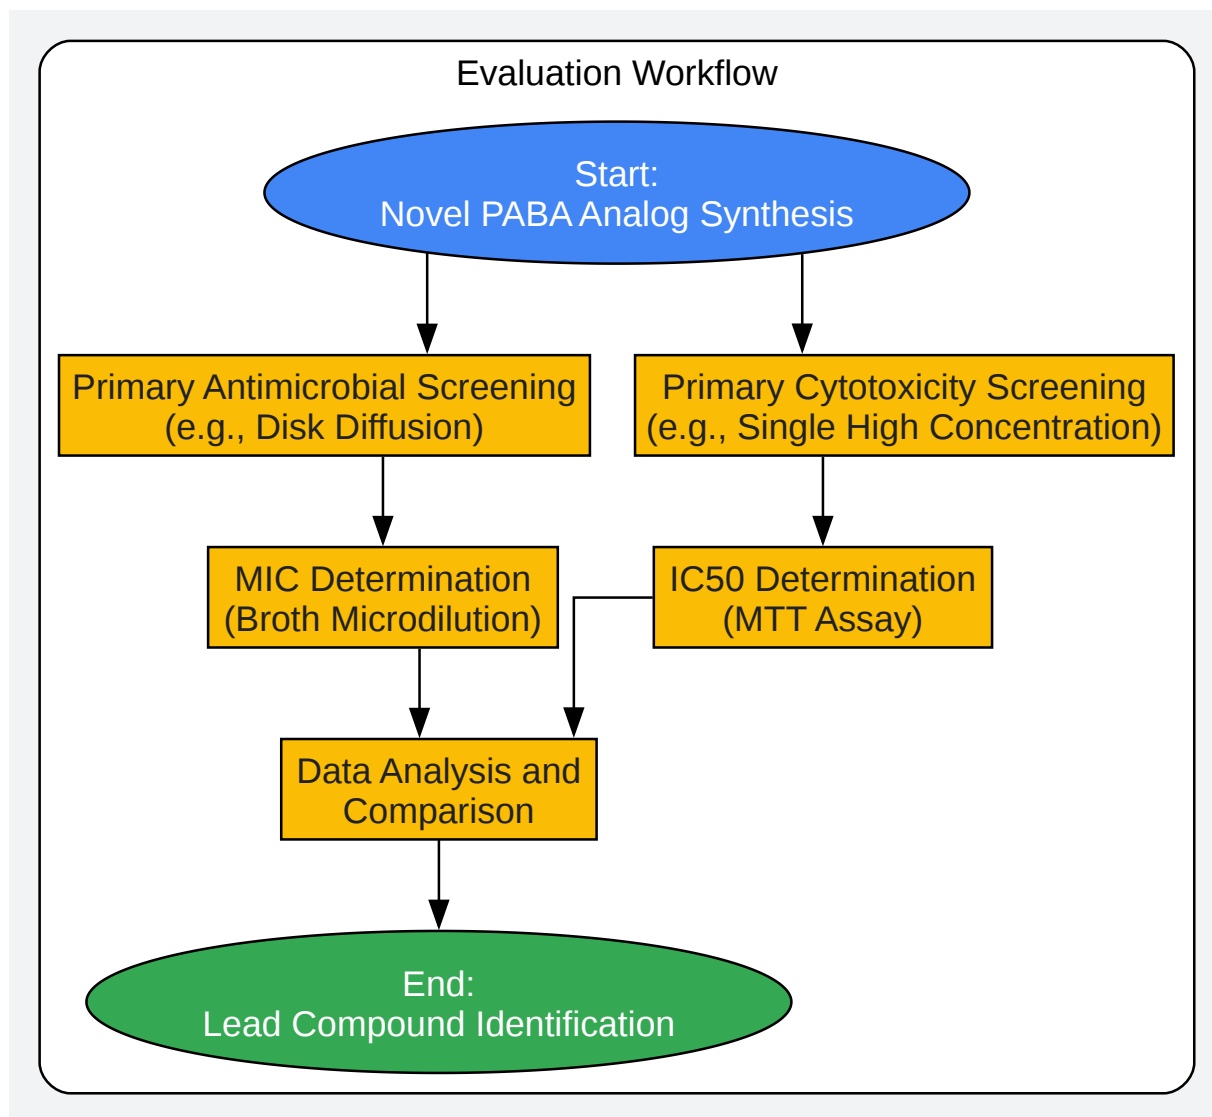 Evaluation Workflow
Start:
Novel PABA Analog Synthesis
Primary Antimicrobial Screening
(e.g., Disk Diffusion)
Primary Cytotoxicity Screening
(e.g., Single High Concentration)
MIC Determination
(Broth Microdilution)
IC50 Determination
(MTT Assay)
Data Analysis and
Comparison
End:
Lead Compound Identification